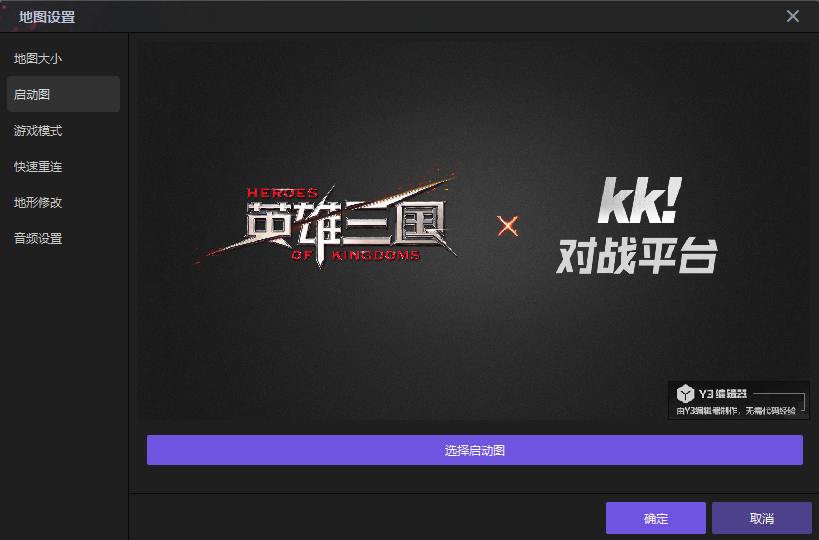 地图设置
地图大小
启动图
游戏模式
快速重连
地形修改
音频设置
HEROES
英雄三国
OF KINGDOMS
kk!
对战平台
Y3编辑器
由Y3编辑器制作，无需代码经验
选择启动图
确定
取消